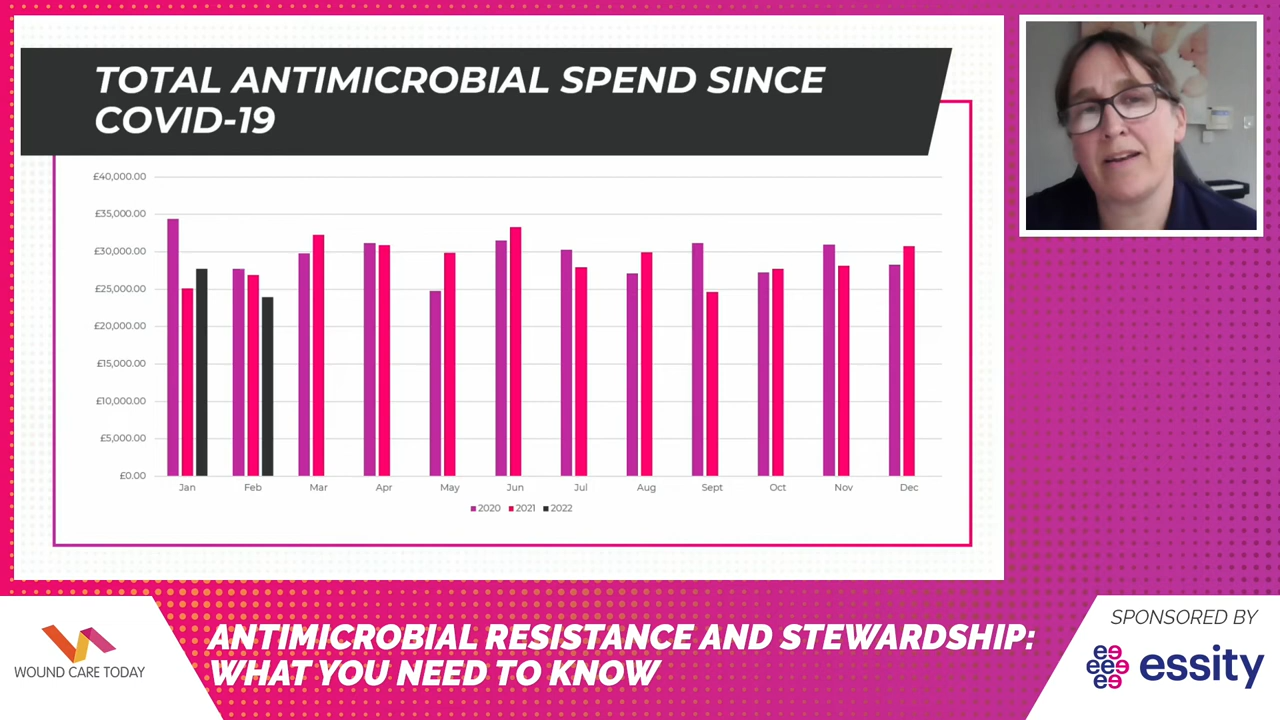 TOTAL ANTIMICROBIAL SPEND SINCE
COVID-19
£40,000.00
£35,000.00
£30,000.00
£25,000.00
£20,000.00
£15,000.00
£10,000.00
£5,000.00
£0.00
Jan Feb Mar Apr May Jun Jul Aug Sept Oct Nov Dec
2020 2021 2022
ANTIMICROBIAL RESISTANCE AND STEWARDSHIP:
WHAT YOU NEED TO KNOW
WOUND CARE TODAY
SPONSORED BY
essity